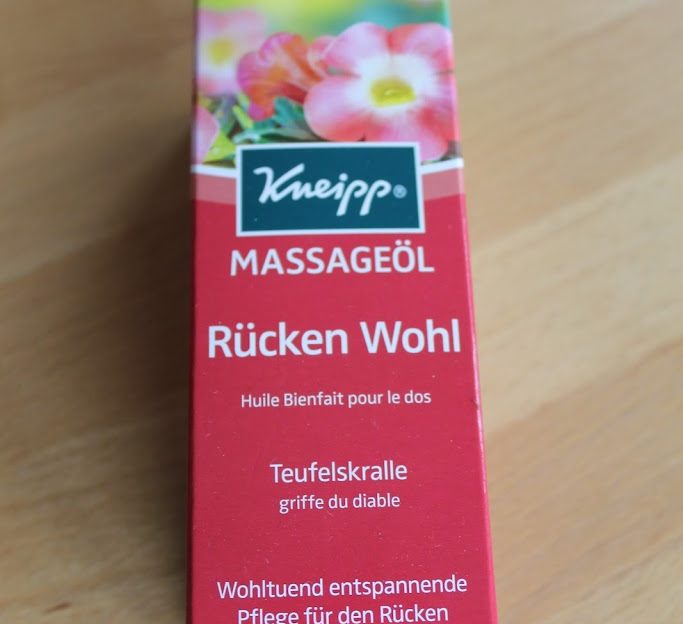 Kneipp®
MASSAGEÖL
Rücken Wohl
Huile Bienfait pour le dos
Teufelskralle
griffe du diable
Wohltuend entspannende
Pflege für den Rücken